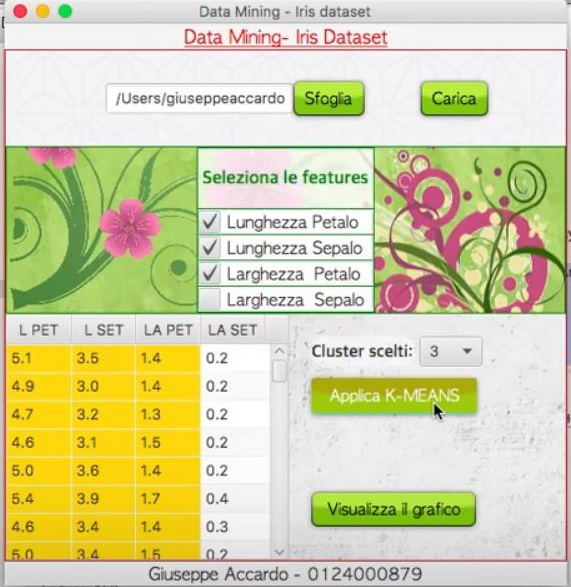 Data Mining - Iris dataset
Data Mining- Iris Dataset
/Users/giuseppeaccardo Sfoglia Carica
Seleziona le features
Lunghezza Petalo
Lunghezza Sepalo
Larghezza Petalo
Larghezza Sepalo
L PET L SET LA PET LA SET
5.1 3.5 1.4 0.2
4.9 3.0 1.4 0.2
4.7 3.2 1.3 0.2
4.6 3.1 1.5 0.2
5.0 3.6 1.4 0.2
5.4 3.9 1.7 0.4
4.6 3.4 1.4 0.3
5.0 3.4 1.5 0.2
Cluster scelti: 3
Applica K-MEANS
Visualizza il grafico
Giuseppe Accardo - 0124000879